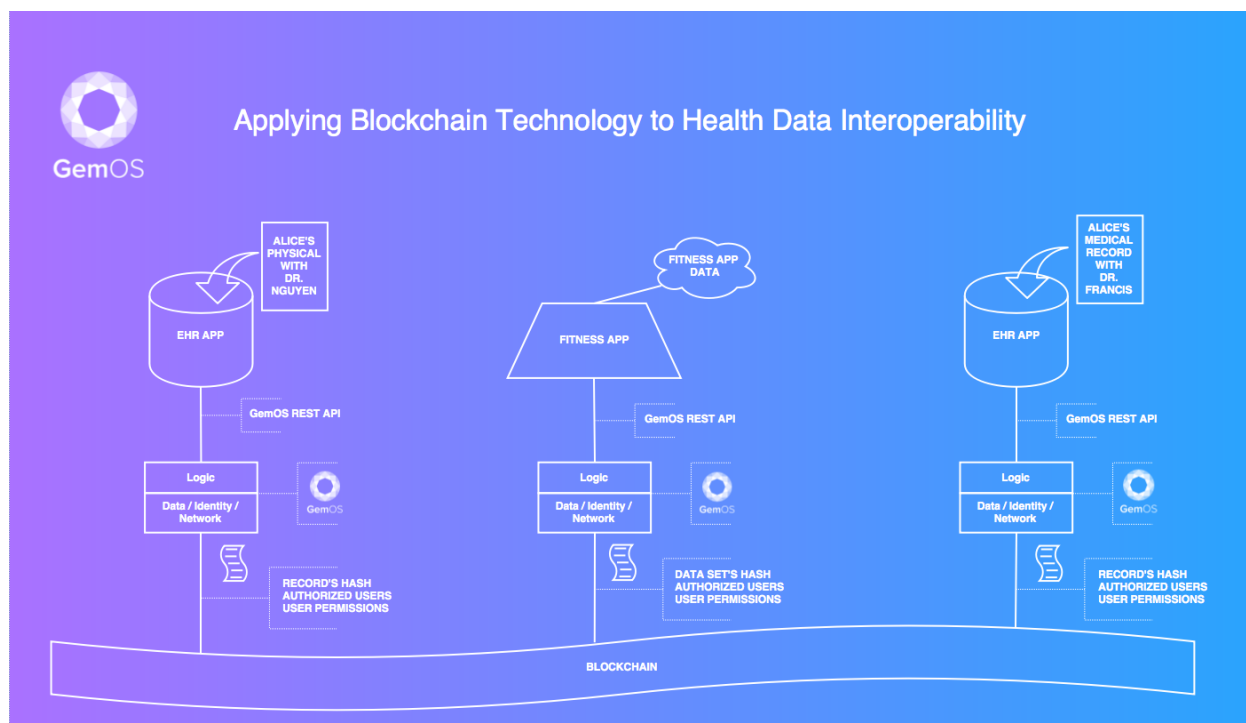 Applying Blockchain Technology to Health Data Interoperability
GemOS
ALICE'S
PHYSICAL
WITH
DR.
NGUYEN
EHR APP
GemOS REST API
Logic
Data / Identity /
Network
GemOS
RECORD'S HASH
AUTHORIZED USERS
USER PERMISSIONS
FITNESS APP
DATA
FITNESS APP
GemOS REST API
Logic
Data / Identity /
Network
GemOS
DATA SET'S HASH
AUTHORIZED USERS
USER PERMISSIONS
ALICE'S
MEDICAL
RECORD
WITH
DR.
FRANCIS
EHR APP
GemOS REST API
Logic
Data / Identity /
Network
GemOS
RECORD'S HASH
AUTHORIZED USERS
USER PERMISSIONS
BLOCKCHAIN